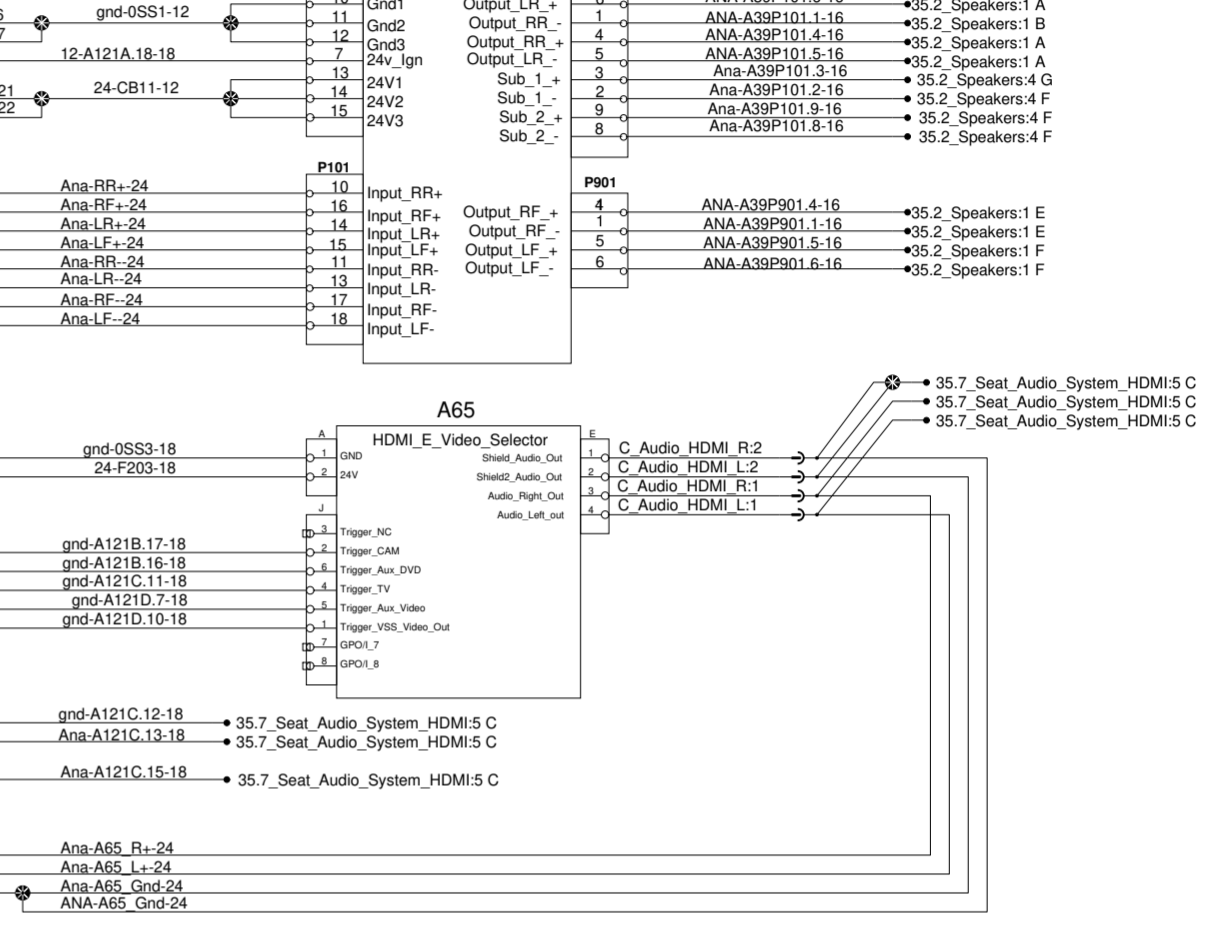 gnd-0SS1-12
12-A121A.18-18
21
24-CB11-12
22
11 Gnd2
12 Gnd3
7 24v_Ign
13 24V1
14 24V2
15 24V3
Gnd1
Output_LR_+
Output_RR_- 1 ANA-A39P101.1-16 35.2_Speakers:1 B
Output_RR_+ 4 ANA-A39P101.4-16 35.2_Speakers:1 A
Output_LR_- 5 ANA-A39P101.5-16 35.2_Speakers:1 A
Sub_1_+ 3 Ana-A39P101.3-16 35.2_Speakers:4 G
Sub_1_- 2 Ana-A39P101.2-16 35.2_Speakers:4 F
Sub_2_+ 9 Ana-A39P101.9-16 35.2_Speakers:4 F
Sub_2_- 8 Ana-A39P101.8-16 35.2_Speakers:4 F
35.2_Speakers:1 A
P101
Ana-RR+-24 10 Input_RR+
Ana-RF+-24 16 Input_RF+
Ana-LR+-24 14 Input_LR+
Ana-LF+-24 15 Input_LF+
Ana-RR--24 11 Input_RR-
Ana-LR--24 13 Input_LR-
Ana-RF--24 17 Input_RF-
Ana-LF--24 18 Input_LF-
P901
Output_RF_+ 4 ANA-A39P901.4-16 35.2_Speakers:1 E
Output_RF_- 1 ANA-A39P901.1-16 35.2_Speakers:1 E
Output_LF_+ 5 ANA-A39P901.5-16 35.2_Speakers:1 F
Output_LF_- 6 ANA-A39P901.6-16 35.2_Speakers:1 F
35.7_Seat_Audio_System_HDMI:5 C
35.7_Seat_Audio_System_HDMI:5 C
35.7_Seat_Audio_System_HDMI:5 C
A65
HDMI_E_Video_Selector
A
gnd-0SS3-18 1 GND
24-F203-18 2 24V
E
Shield_Audio_Out 1 C_Audio_HDMI_R:2
Shield2_Audio_Out 2 C_Audio_HDMI_L:2
Audio_Right_Out 3 C_Audio_HDMI_R:1
Audio_Left_out 4 C_Audio_HDMI_L:1
J
3 Trigger_NC
gnd-A121B.17-18 2 Trigger_CAM
gnd-A121B.16-18 6 Trigger_Aux_DVD
gnd-A121C.11-18 4 Trigger_TV
gnd-A121D.7-18 5 Trigger_Aux_Video
gnd-A121D.10-18 1 Trigger_VSS_Video_Out
7 GPO/I_7
8 GPO/I_8
gnd-A121C.12-18 35.7_Seat_Audio_System_HDMI:5 C
Ana-A121C.13-18 35.7_Seat_Audio_System_HDMI:5 C
Ana-A121C.15-18 35.7_Seat_Audio_System_HDMI:5 C
Ana-A65_R+-24
Ana-A65_L+-24
Ana-A65_Gnd-24
ANA-A65_Gnd-24